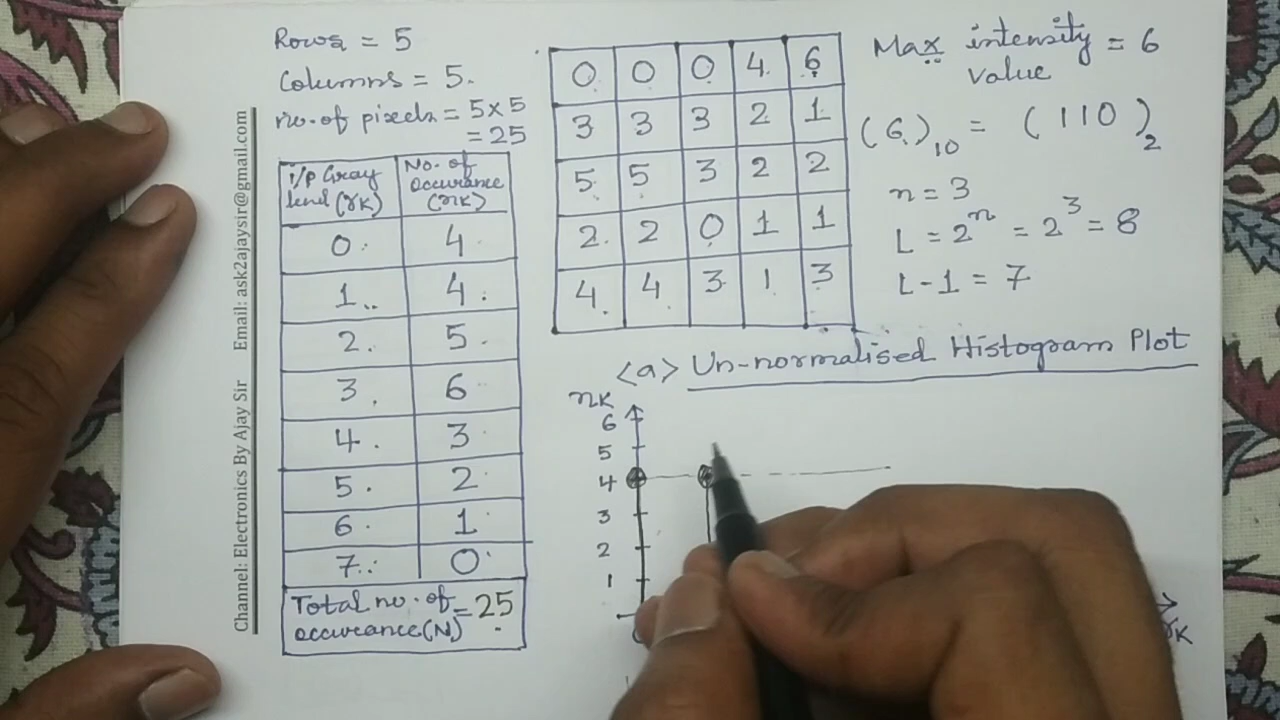 Channel: Electronics By Ajay Sir Email: ask2ajaysir@gmail.com
Rows = 5
Columns = 5.
no. of pixels = 5x5
= 25
i/p Gray level (rk) No. of occurance (nk)
0 4
1 4
2 5
3 6
4 3
5 2
6 1
7 0
Total no. of occurance (N) = 25
0 0 0 4 6
3 3 3 2 1
5 5 3 2 2
2 2 0 1 1
4 4 3 1 3
Max intensity value = 6
(6)10 = (110)2
n = 3
L = 2^n = 2^3 = 8
L-1 = 7
<a> Un-normalised Histogram Plot
nk
6
5
4
3
2
1
rk